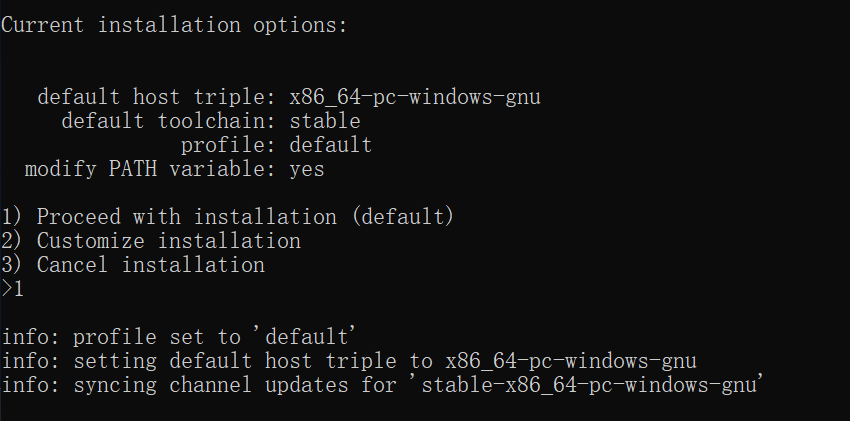 Current installation options:
default host triple: x86_64-pc-windows-gnu
default toolchain: stable
profile: default
modify PATH variable: yes
1) Proceed with installation (default)
2) Customize installation
3) Cancel installation
>1
info: profile set to 'default'
info: setting default host triple to x86_64-pc-windows-gnu
info: syncing channel updates for 'stable-x86_64-pc-windows-gnu'